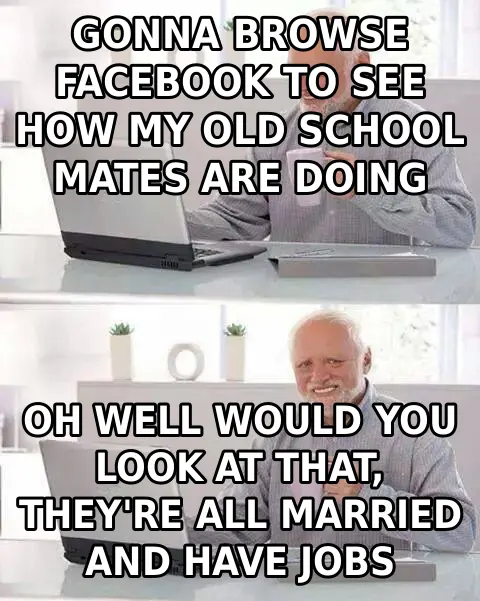 GONNA BROWSE
FACEBOOK TO SEE
HOW MY OLD SCHOOL
MATES ARE DOING
OH WELL WOULD YOU
LOOK AT THAT,
THEY'RE ALL MARRIED
AND HAVE JOBS